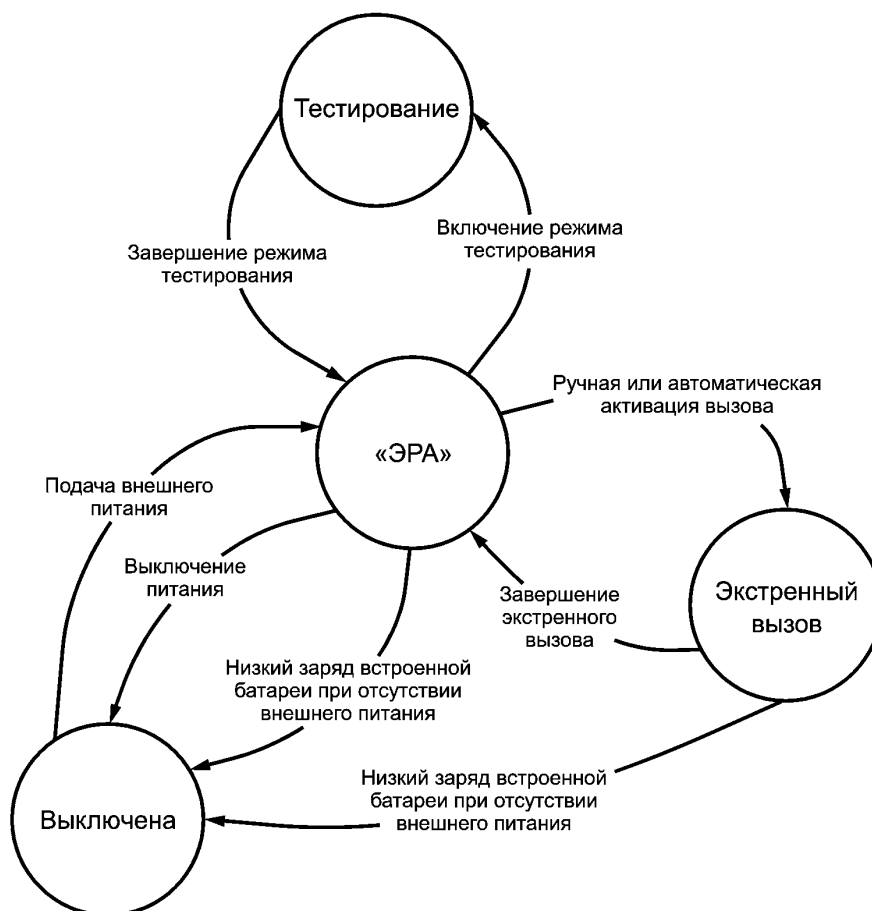 Тестирование
Включение режима
тестирования
Завершение режима
тестирования
Ручная или автоматическая
активация вызова
«ЭРА»
Подача внешнего
питания
Выключение
питания
Завершение
экстренного
вызова
Экстренный
вызов
Низкий заряд встроенной
батареи при отсутствии
внешнего питания
Низкий заряд встроенной
батареи при отсутствии
внешнего питания
Выключена